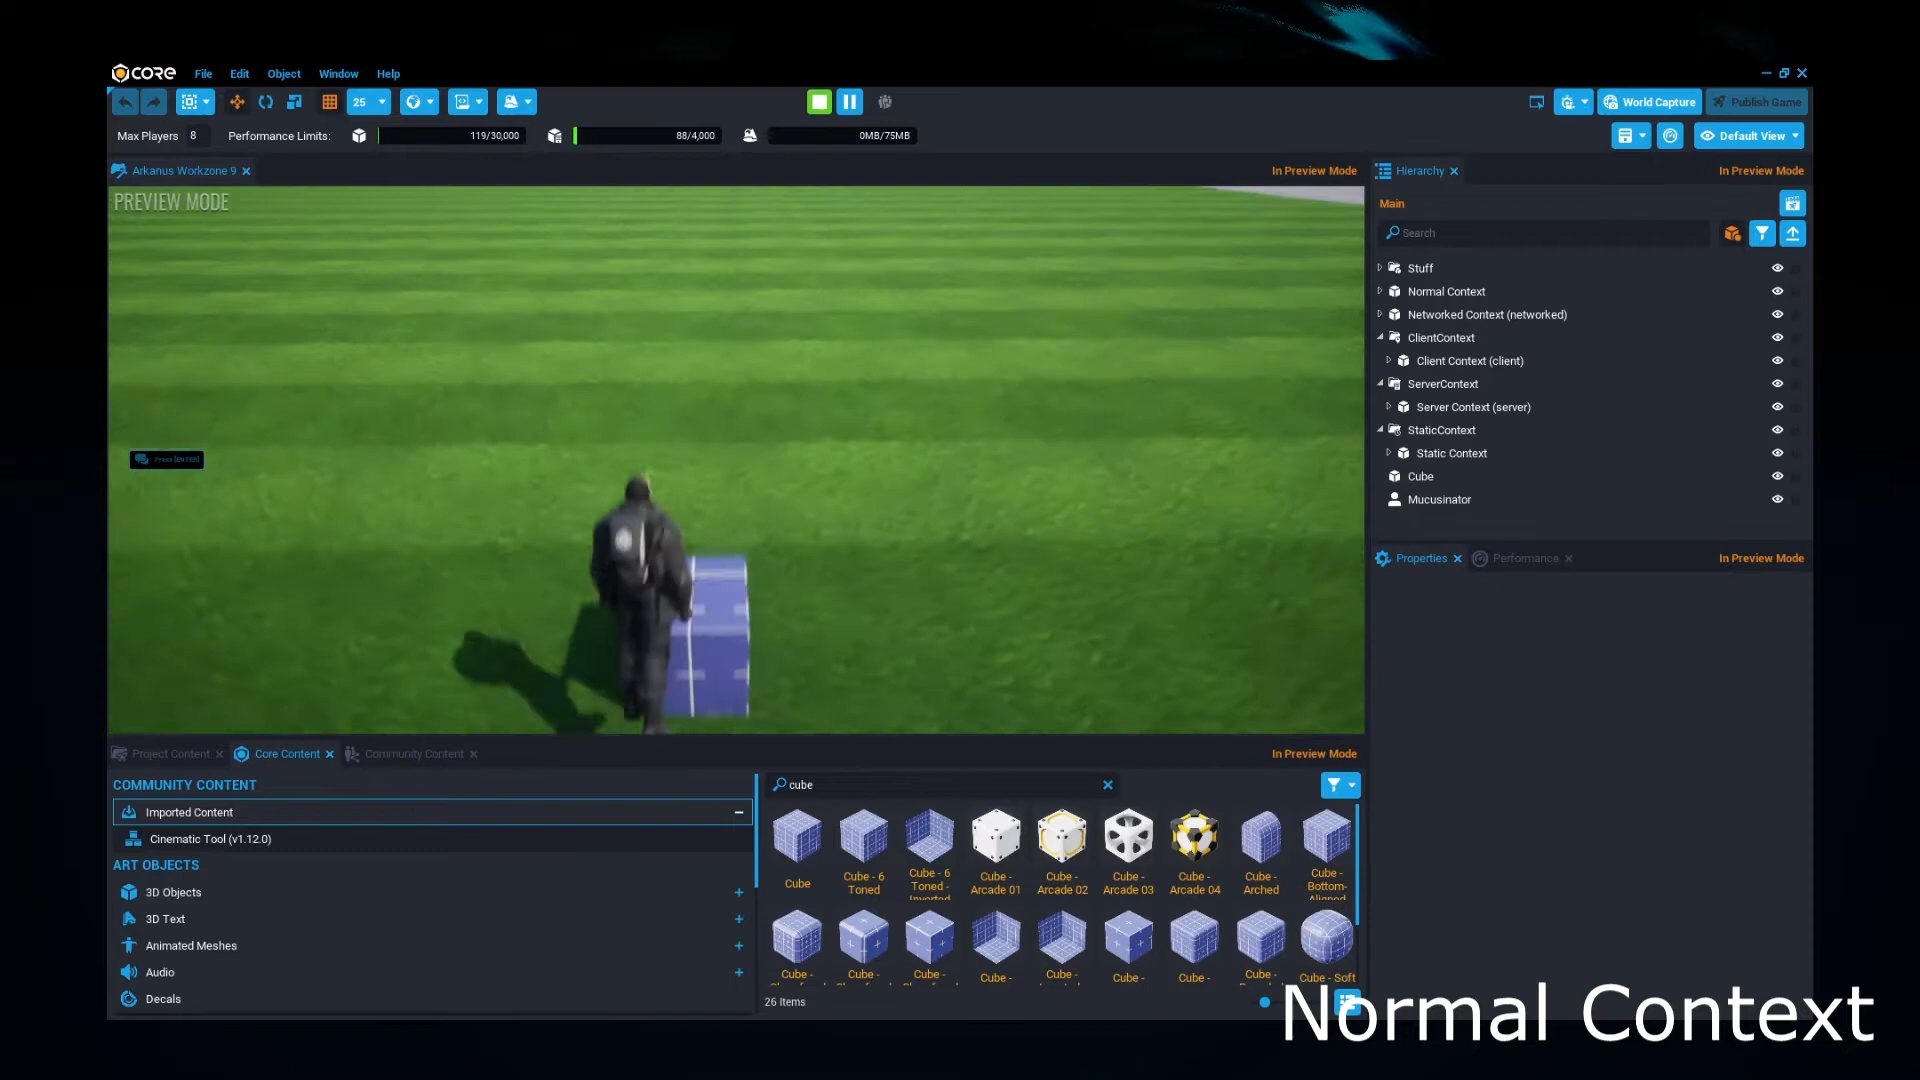 CORE File Edit Object Window Help
25 World Capture Publish Game
Max Players 8 Performance Limits: 119/30,000 88/4,000 0MB/75MB Default View
Arkanus Workzone 9 In Preview Mode
PREVIEW MODE
Press [ENTER]
Hierarchy In Preview Mode
Main
Search
Stuff
Normal Context
Networked Context (networked)
ClientContext
Client Context (client)
ServerContext
Server Context (server)
StaticContext
Static Context
Cube
Mucusinator
Properties Performance In Preview Mode
Project Content Core Content Community Content In Preview Mode
COMMUNITY CONTENT
Imported Content
Cinematic Tool (v1.12.0)
ART OBJECTS
3D Objects
3D Text
Animated Meshes
Audio
Decals
cube
Cube
Cube - 6
Toned
Cube - 6
Toned -
Inverted
Cube -
Arcade 01
Cube -
Arcade 02
Cube -
Arcade 03
Cube -
Arcade 04
Cube -
Arched
Cube -
Bottom-
Aligned
Cube -
Cube -
Cube -
Cube -
Cube -
Cube -
Cube -
Cube -
Cube - Soft
26 Items
Normal Context